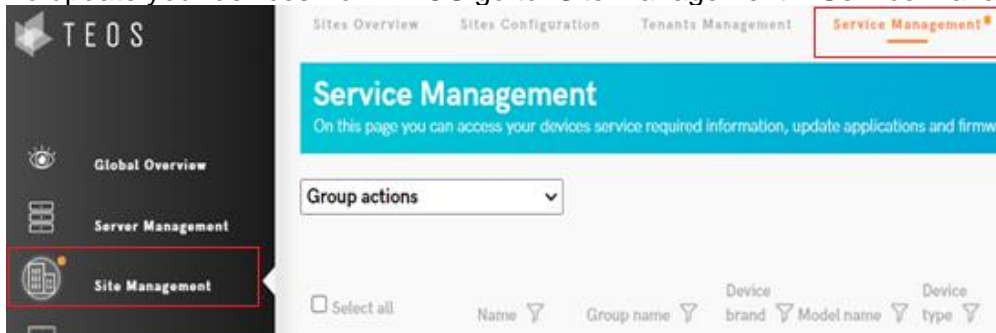 TEOS
Global Overview
Server Management
Site Management
Sites Overview Sites Configuration Tenants Management Service Management
Service Management
On this page you can access your devices service required information, update applications and firmw
Group actions
Select all Name Group name Device brand Model name Device type